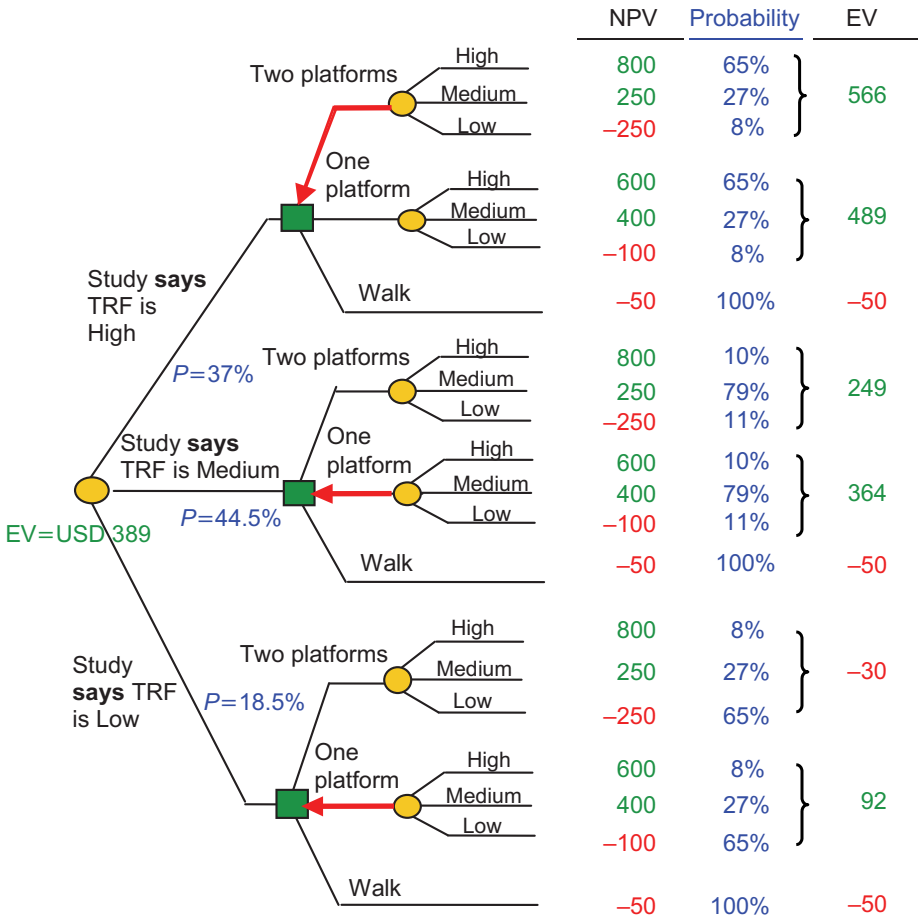 NPV Probability EV
High 800 65%
Two platforms
Medium 250 27% 566
Low –250 8%
One
platform
High 600 65%
Medium 400 27% 489
Low –100 8%
Study says
TRF is
High
Walk –50 100% –50
P=37%
Two platforms
High 800 10%
Medium 250 79% 249
Low –250 11%
Study says
TRF is Medium
One
platform
High 600 10%
Medium 400 79% 364
Low –100 11%
P=44.5%
EV=USD 389
Walk –50 100% –50
High 800 8%
Two platforms
Medium 250 27% –30
Low –250 65%
Study
says TRF
is Low
P=18.5%
One
platform
High 600 8%
Medium 400 27% 92
Low –100 65%
Walk –50 100% –50